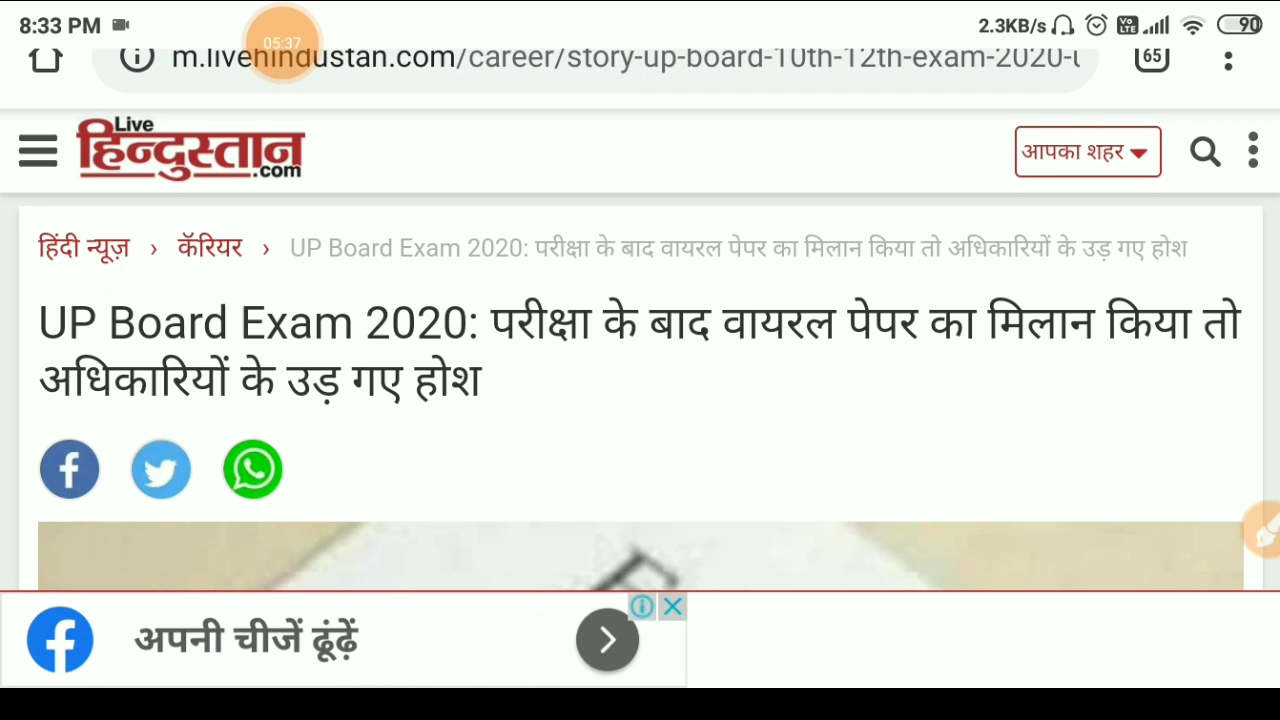 8:33 PM
2.3KB/s
Vo LTE
90
05:37
m.livehindustan.com/career/story-up-board-10th-12th-exam-2020-
65
Live
हिन्दुस्तान
.com
आपका शहर
हिंदी न्यूज़ › कॅरियर › UP Board Exam 2020: परीक्षा के बाद वायरल पेपर का मिलान किया तो अधिकारियों के उड़ गए होश
UP Board Exam 2020: परीक्षा के बाद वायरल पेपर का मिलान किया तो
अधिकारियों के उड़ गए होश
अपनी चीजें ढूंढ़ें